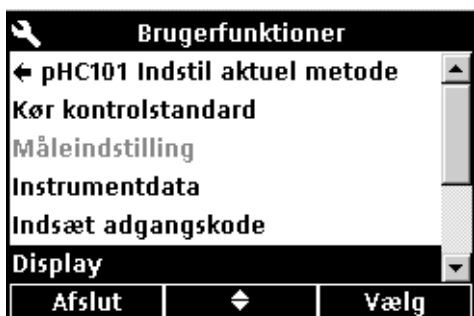 Brugerfunktioner
← pHC101 Indstil aktuel metode
Kør kontrolstandard
Måleindstilling
Instrumentdata
Indsæt adgangskode
Display
Afslut Vælg